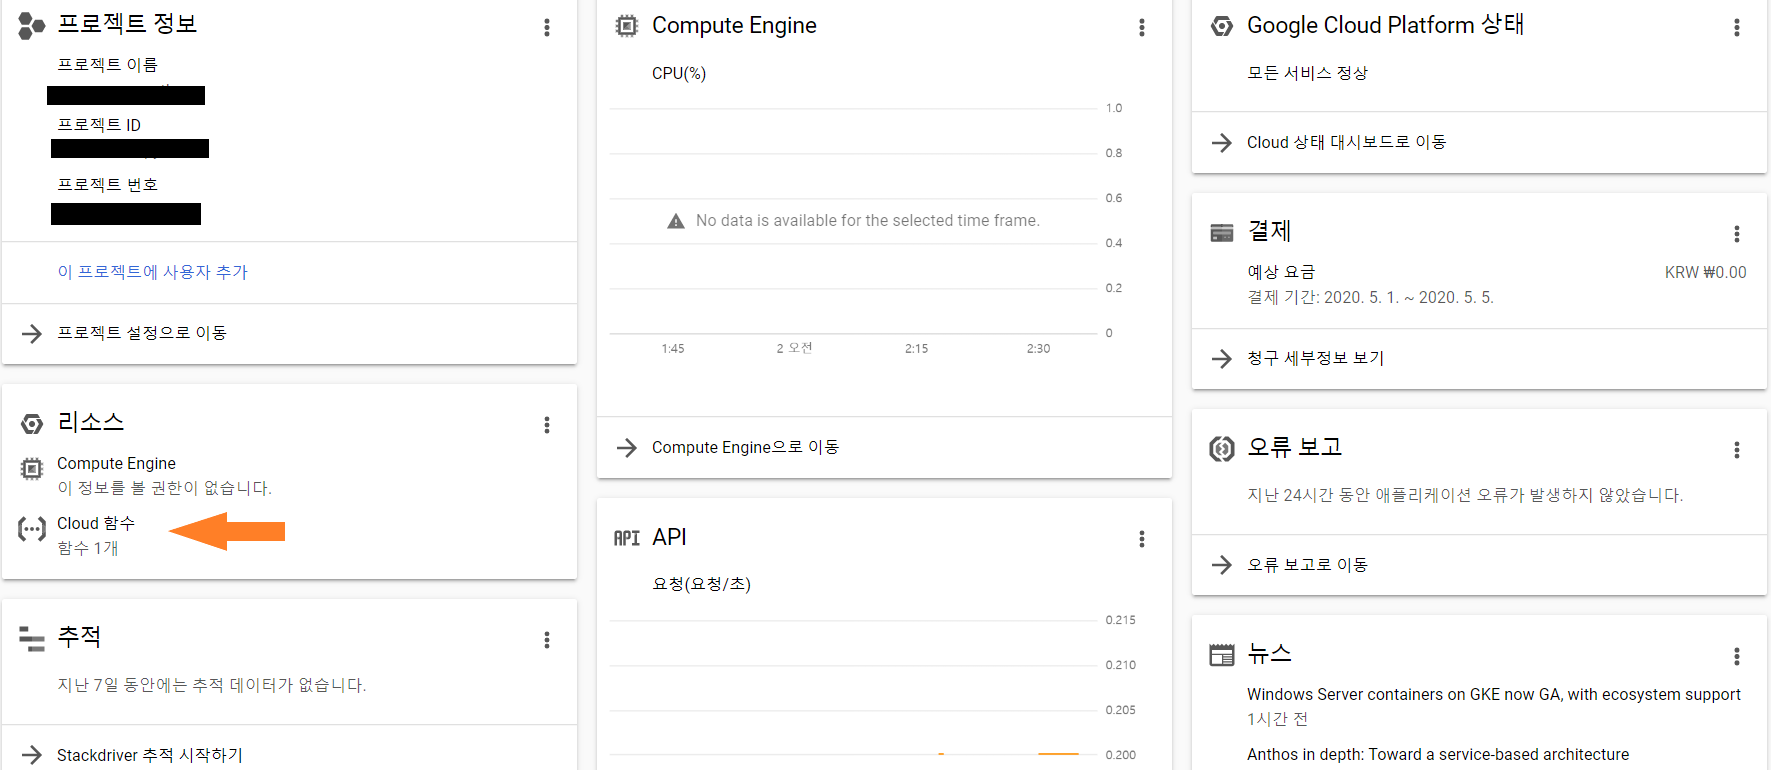 프로젝트 정보
프로젝트 이름
프로젝트 ID
프로젝트 번호
이 프로젝트에 사용자 추가
프로젝트 설정으로 이동
리소스
Compute Engine
이 정보를 볼 권한이 없습니다.
Cloud 함수
함수 1개
추적
지난 7일 동안에는 추적 데이터가 없습니다.
Stackdriver 추적 시작하기
Compute Engine
CPU(%)
1.0
0.8
0.6
No data is available for the selected time frame.
0.4
0.2
0
1:45 2 오전 2:15 2:30
Compute Engine으로 이동
API API
요청(요청/초)
0.215
0.210
0.205
0.200
Google Cloud Platform 상태
모든 서비스 정상
Cloud 상태 대시보드로 이동
결제
예상 요금 KRW ₩0.00
결제 기간: 2020. 5. 1. ~ 2020. 5. 5.
청구 세부정보 보기
오류 보고
지난 24시간 동안 애플리케이션 오류가 발생하지 않았습니다.
오류 보고로 이동
뉴스
Windows Server containers on GKE now GA, with ecosystem support
1시간 전
Anthos in depth: Toward a service-based architecture